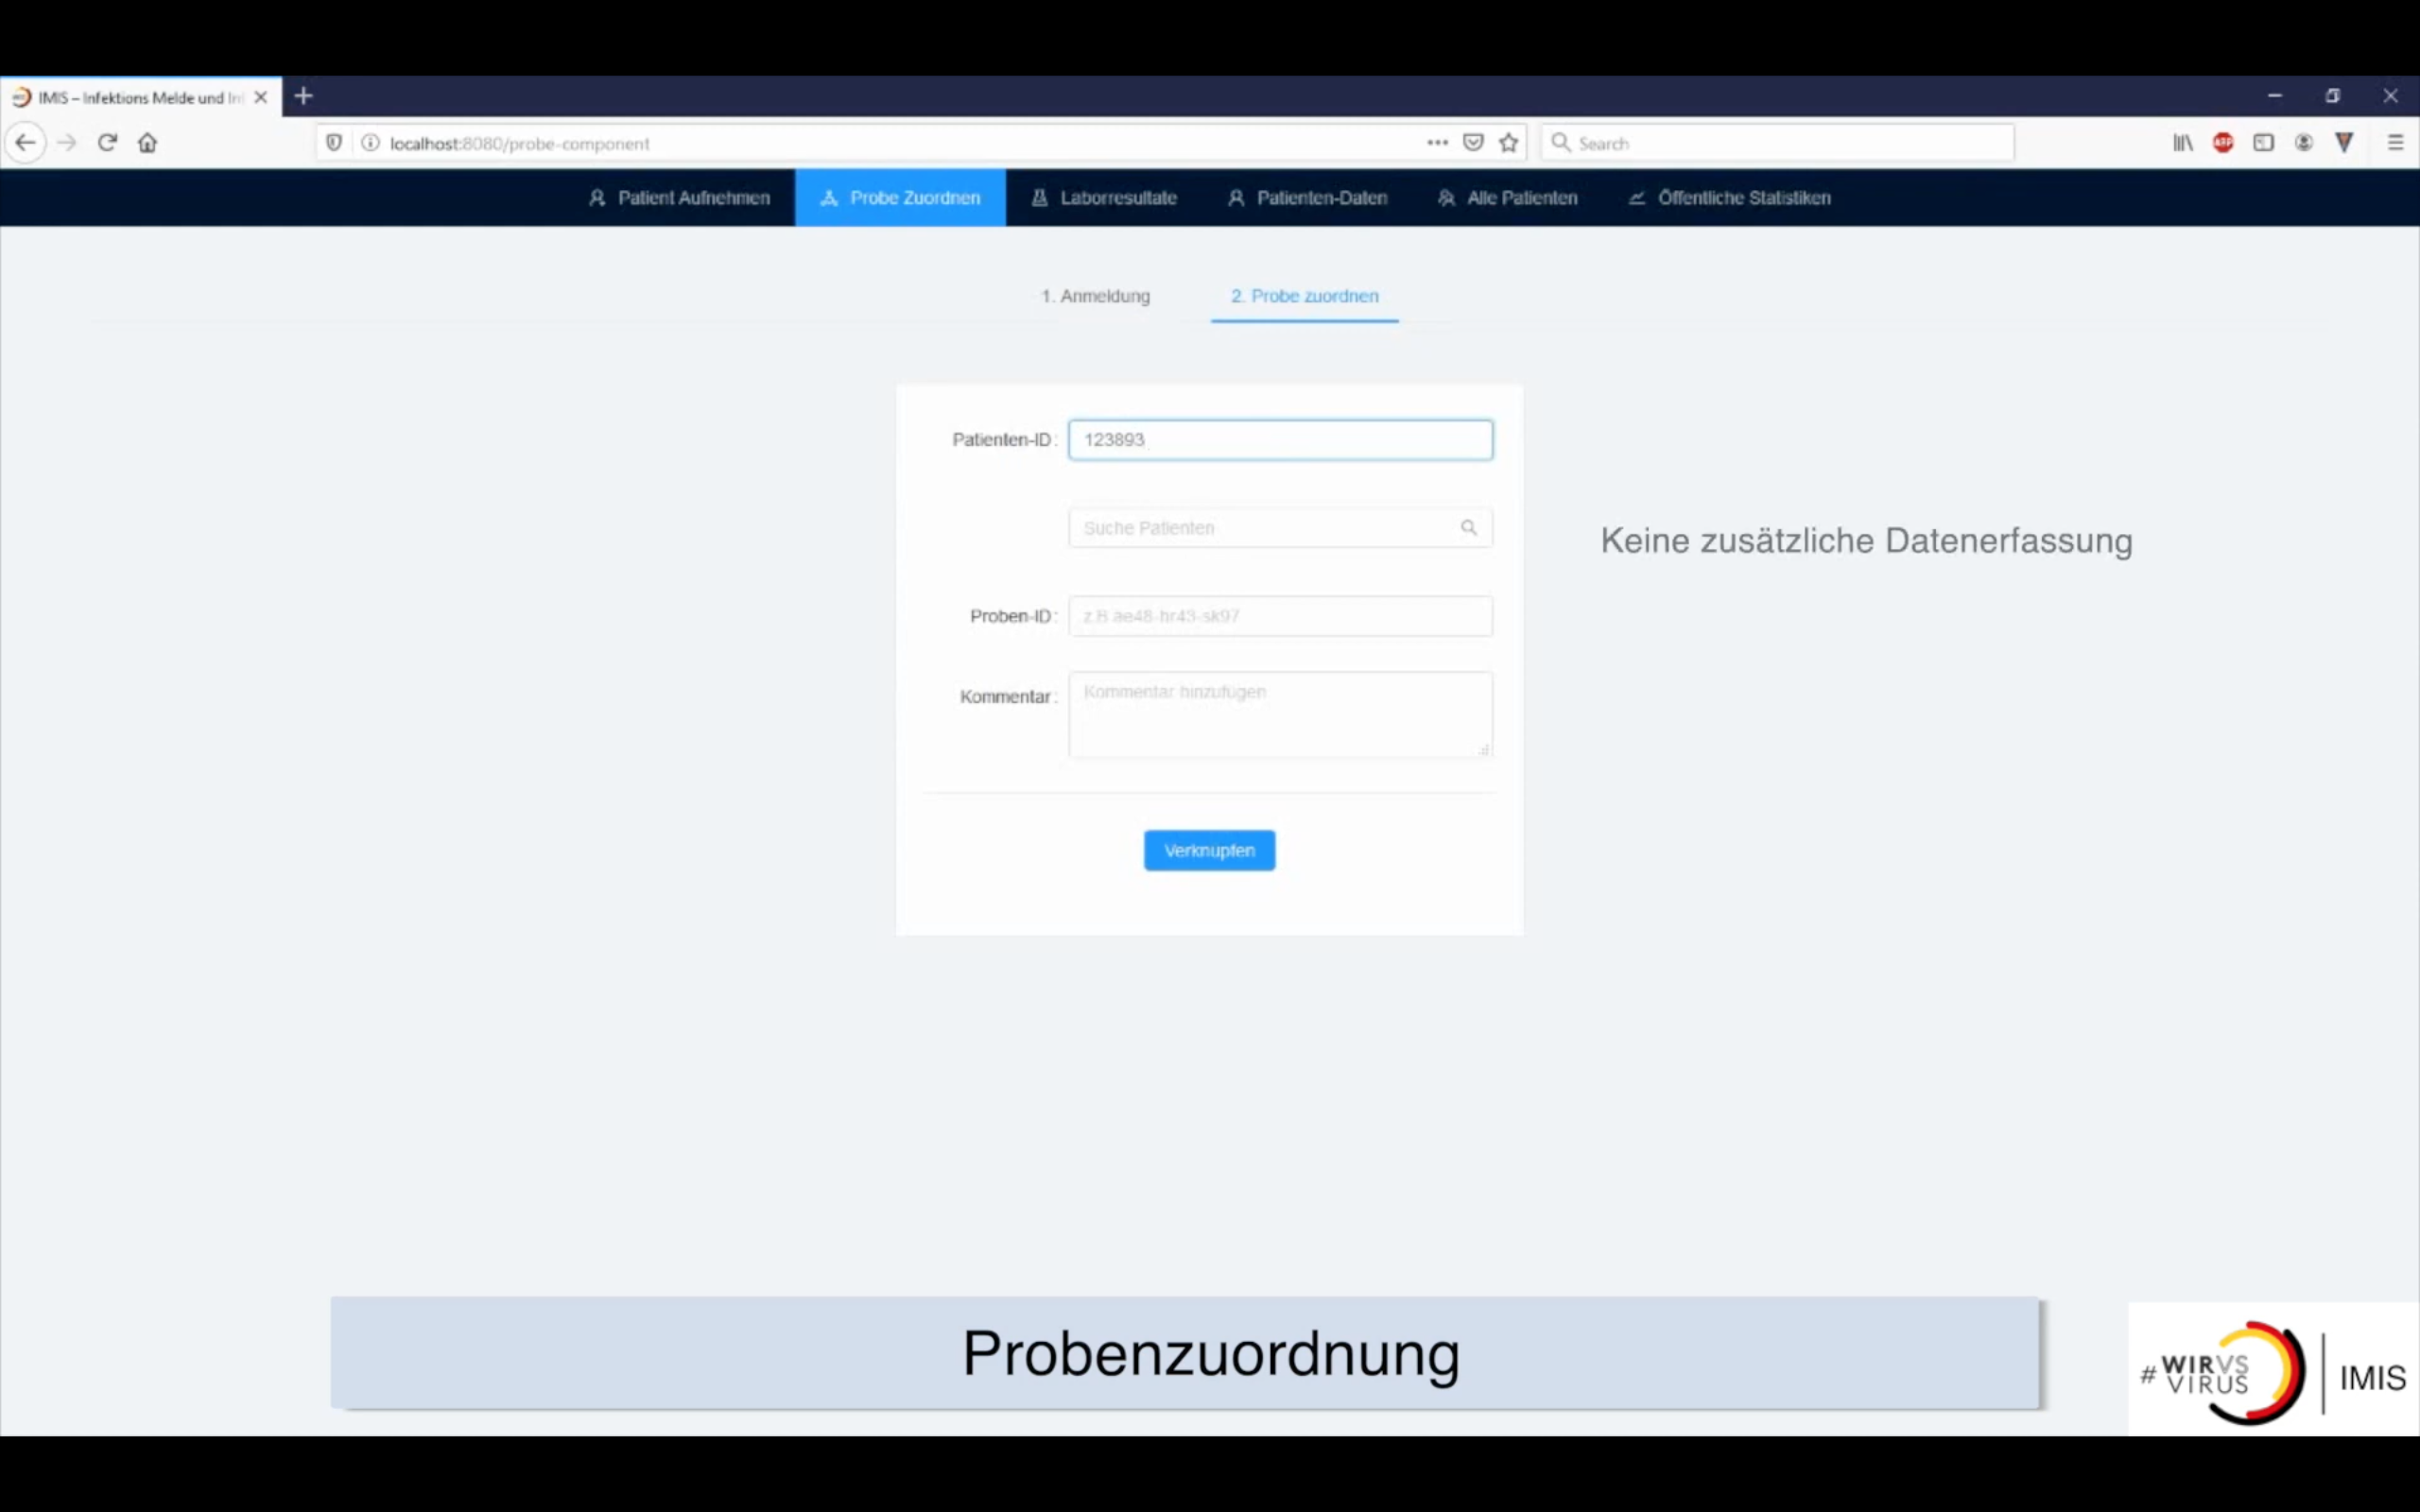 IMIS – Infektions Melde und In
localhost:8080/probe-component
Search
Patient Aufnehmen
Probe Zuordnen
Laborresultate
Patienten-Daten
Alle Patienten
Öffentliche Statistiken
1. Anmeldung
2. Probe zuordnen
Patienten-ID:
123893
Suche Patienten
Keine zusätzliche Datenerfassung
Proben-ID:
z.B ae48-hr43-sk97
Kommentar:
Kommentar hinzufügen
Verknüpfen
Probenzuordnung
#WIRVS
VIRUS
IMIS